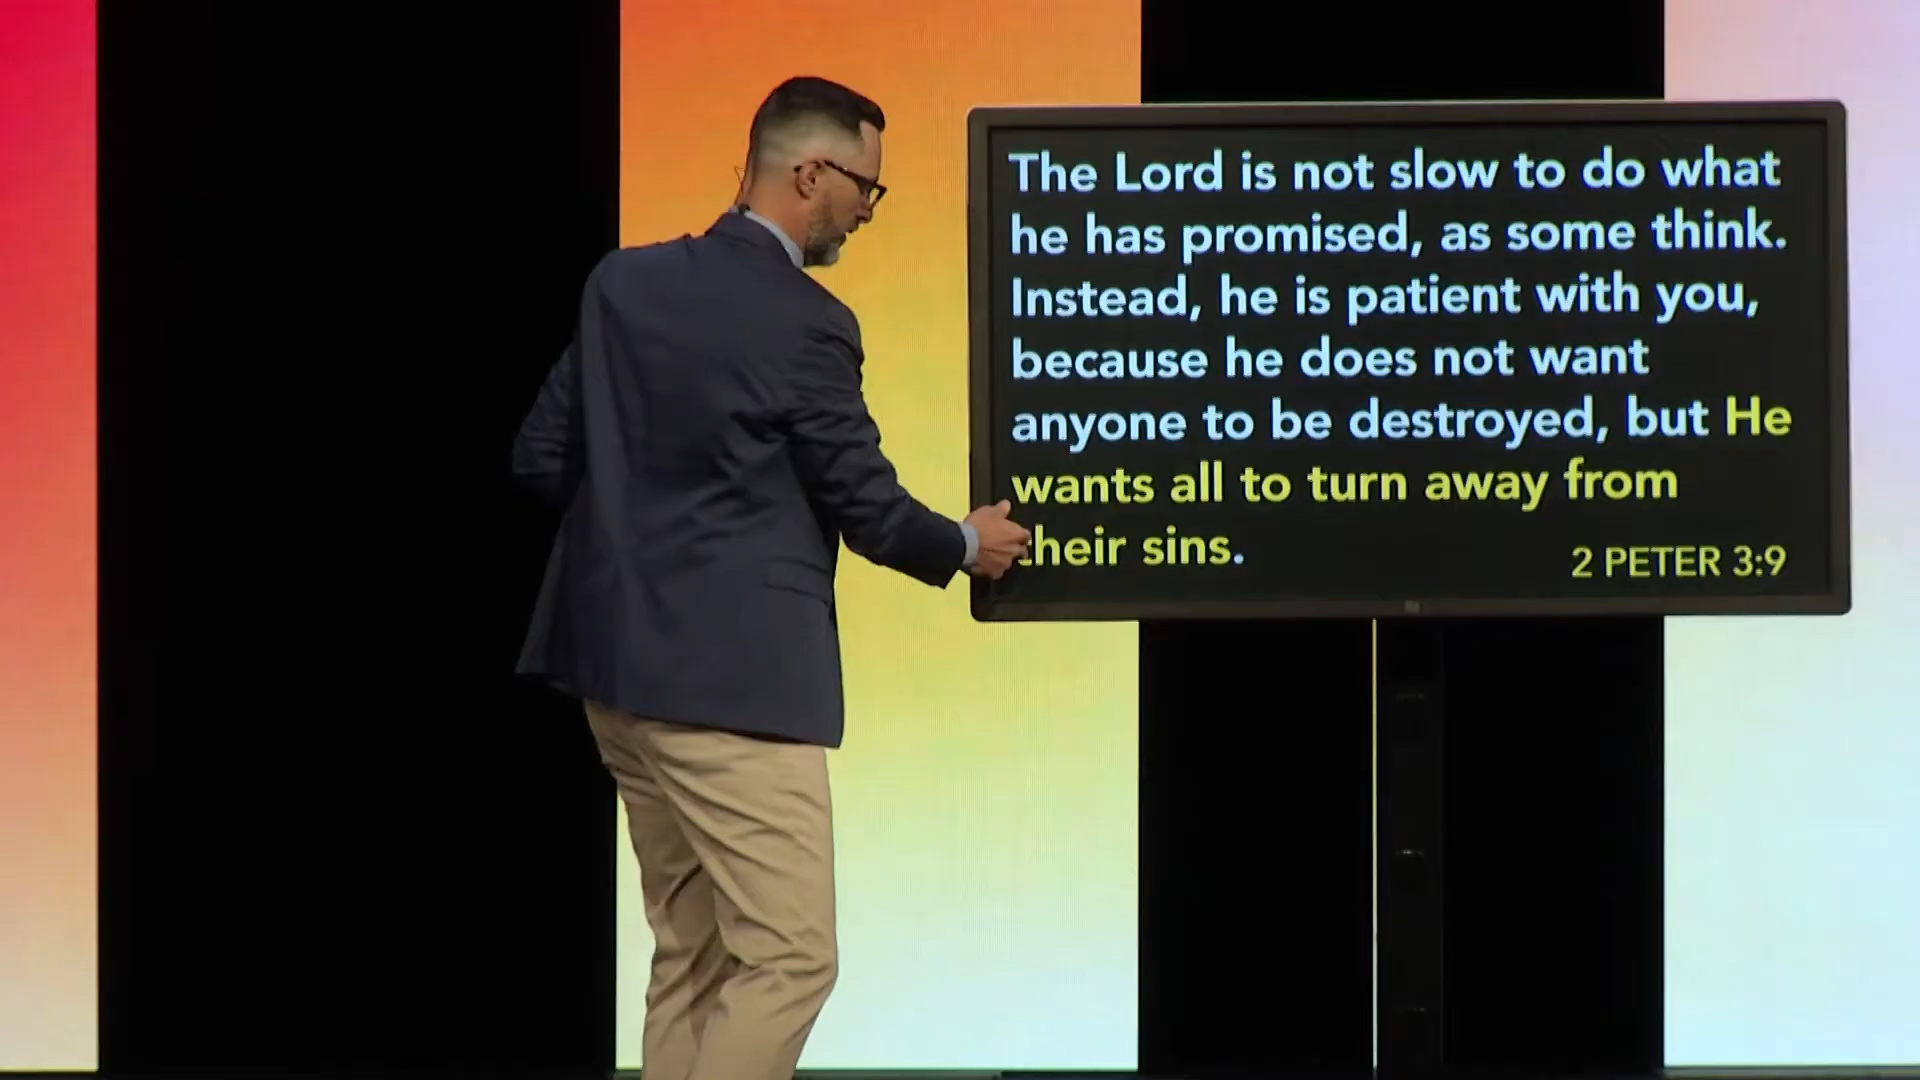 The Lord is not slow to do what
he has promised, as some think.
Instead, he is patient with you,
because he does not want
anyone to be destroyed, but He
wants all to turn away from
their sins.
2 PETER 3:9